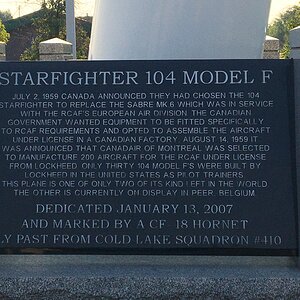 STARFIGHTER 104 MODEL F
JULY 2, 1959 CANADA ANNOUNCED THEY HAD CHOSEN THE 104
STARFIGHTER TO REPLACE THE SABRE MK.6 WHICH WAS IN SERVICE
WITH THE RCAF'S EUROPEAN AIR DIVISION. THE CANADIAN
GOVERNMENT WANTED EQUIPMENT TO BE FITTED SPECIFICALLY
TO RCAF REQUIREMENTS AND OPTED TO ASSEMBLE THE AIRCRAFT
UNDER LICENSE IN A CANADIAN FACTORY. AUGUST 14, 1959 IT
WAS ANNOUNCED THAT CANADAIR OF MONTREAL WAS SELECTED
TO MANUFACTURE 200 AIRCRAFT FOR THE RCAF UNDER LICENSE
FROM LOCKHEED. ONLY THIRTY 104 MODEL F'S WERE BUILT BY
LOCKHEED IN THE UNITED STATES AS PILOT TRAINERS.
THIS PLANE IS ONE OF ONLY TWO OF ITS KIND LEFT IN THE WORLD
THE OTHER IS CURRENTLY ON DISPLAY IN PEER, BELGIUM.
DEDICATED JANUARY 13, 2007
AND MARKED BY A CF-18 HORNET
LY PAST FROM COLD LAKE SQUADRON #410